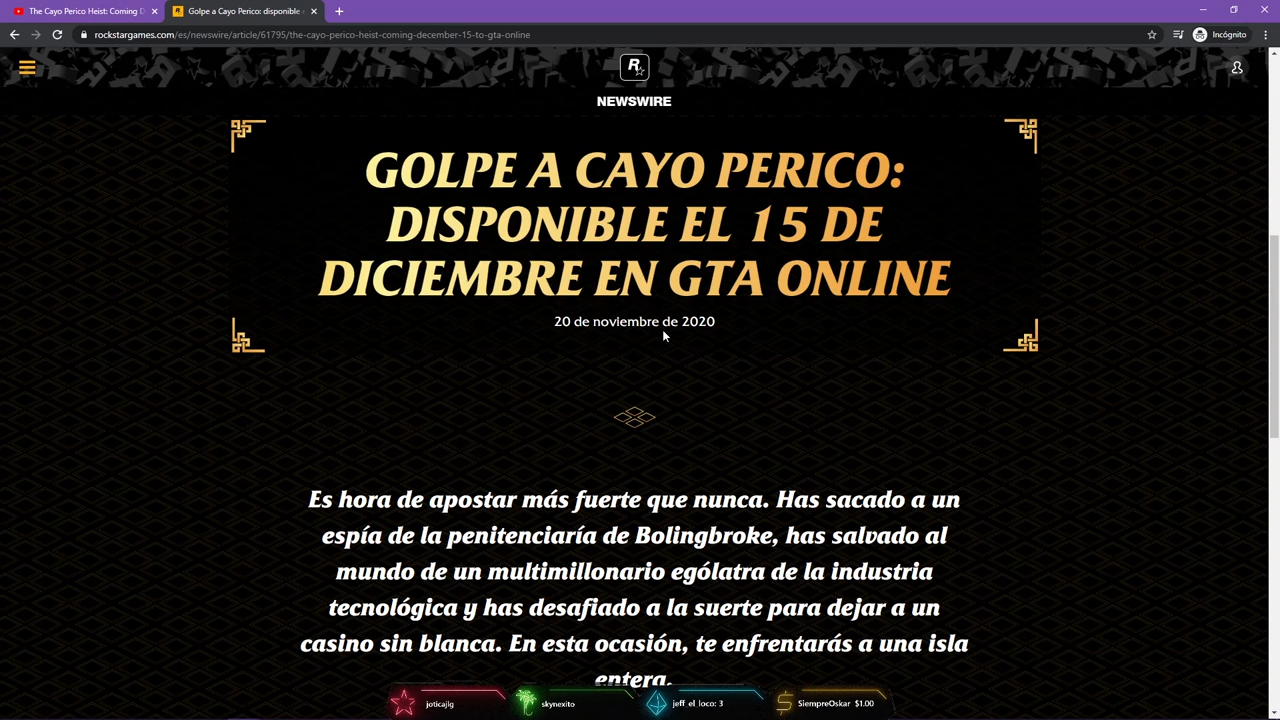 The Cayo Perico Heist: Coming D
Golpe a Cayo Perico: disponible
rockstargames.com/es/newswire/article/61795/the-cayo-perico-heist-coming-december-15-to-gta-online
Incógnito
R
NEWSWIRE
GOLPE A CAYO PERICO:
DISPONIBLE EL 15 DE
DICIEMBRE EN GTA ONLINE
20 de noviembre de 2020
Es hora de apostar más fuerte que nunca. Has sacado a un
espía de la penitenciaría de Bolingbroke, has salvado al
mundo de un multimillonario ególatra de la industria
tecnológica y has desafiado a la suerte para dejar a un
casino sin blanca. En esta ocasión, te enfrentarás a una isla
entera.
joticajlg
skynexito
jeff_el_loco: 3
SiempreOskar $1.00